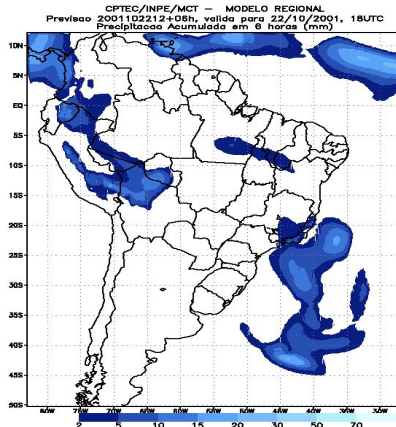 CPTEC/INPE/MCT — MODELO REGIONAL
Previsao 2001102212+06h, valida para 22/10/2001, 18UTC
Precipitacao Acumulada em 6 horas (mm)
10N
5N
EQ
5S
10S
15S
20S
25S
30S
35S
40S
45S
50S
80W 75W 70W 65W 60W 55W 50W 45W 40W 35W 30W
2 5 10 15 20 30 50 70